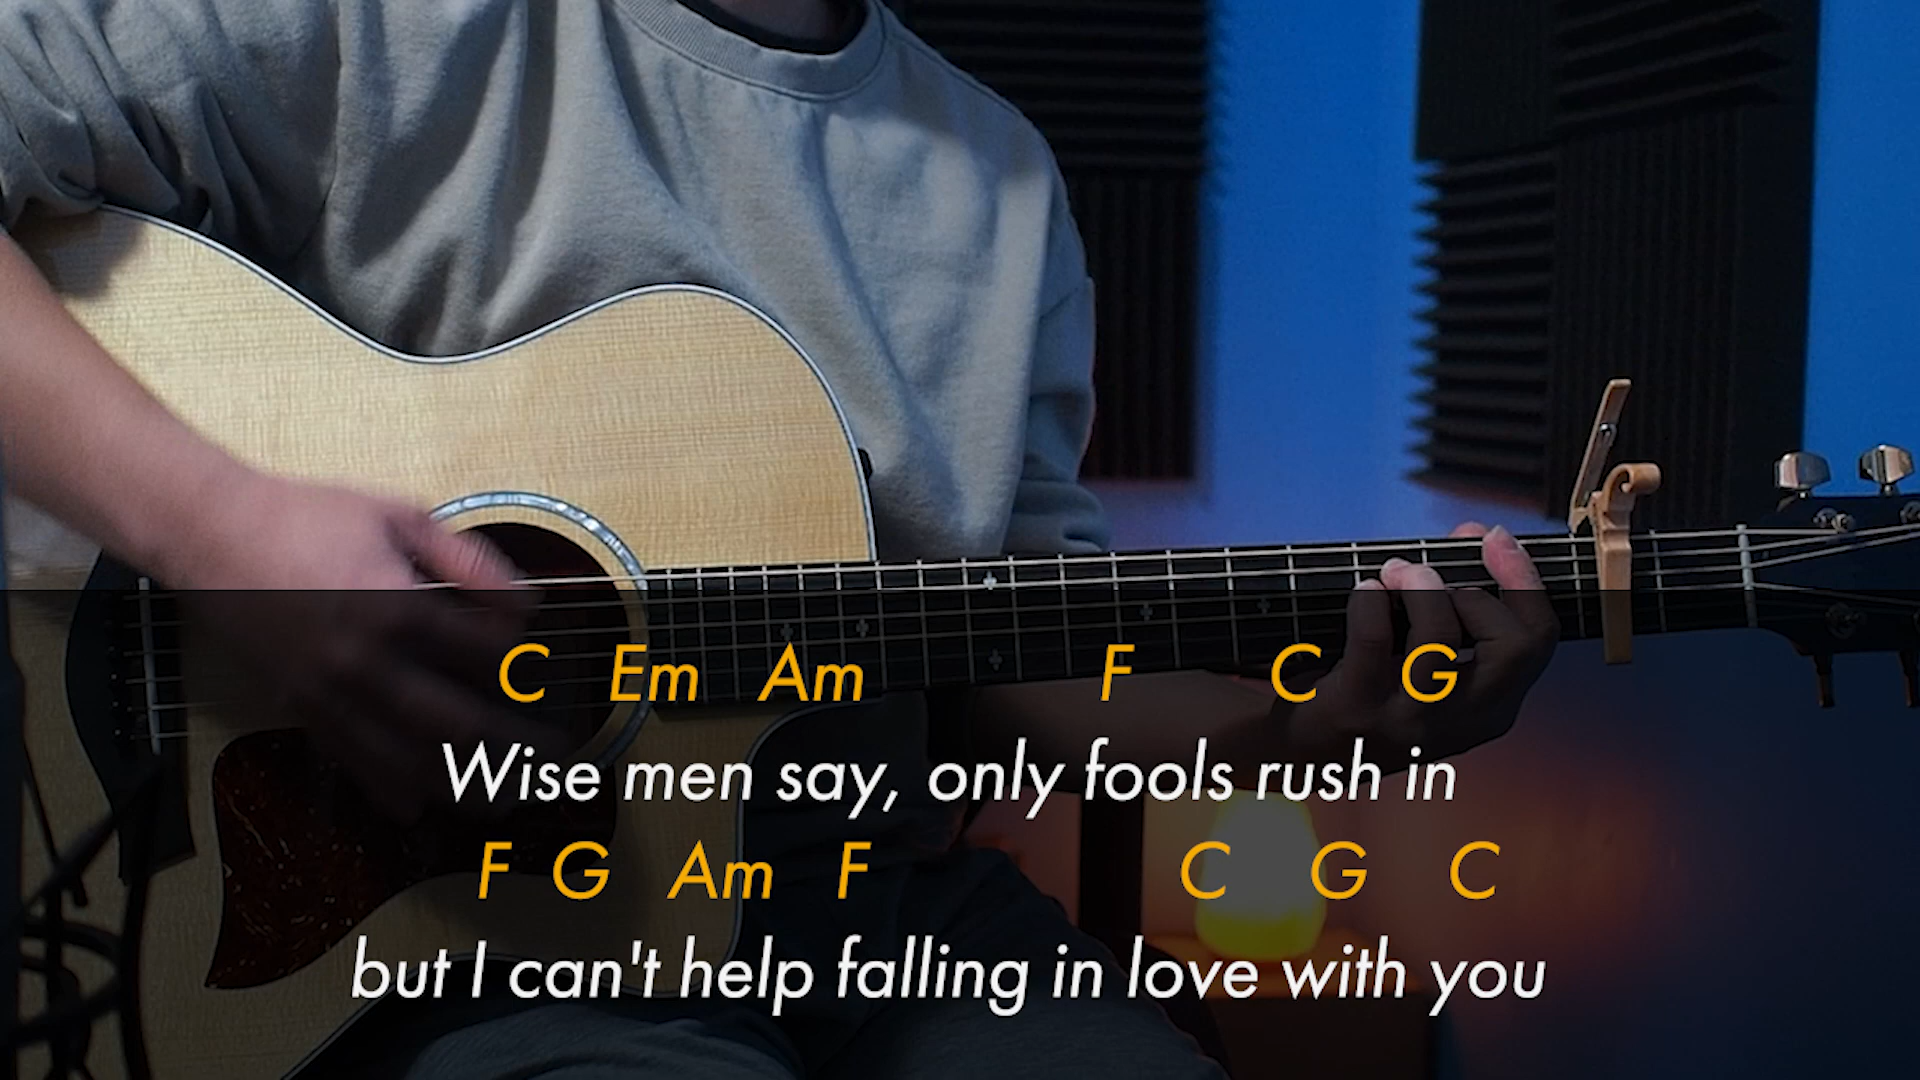 C Em Am F C G
Wise men say, only fools rush in
F G Am F C G C
but I can't help falling in love with you